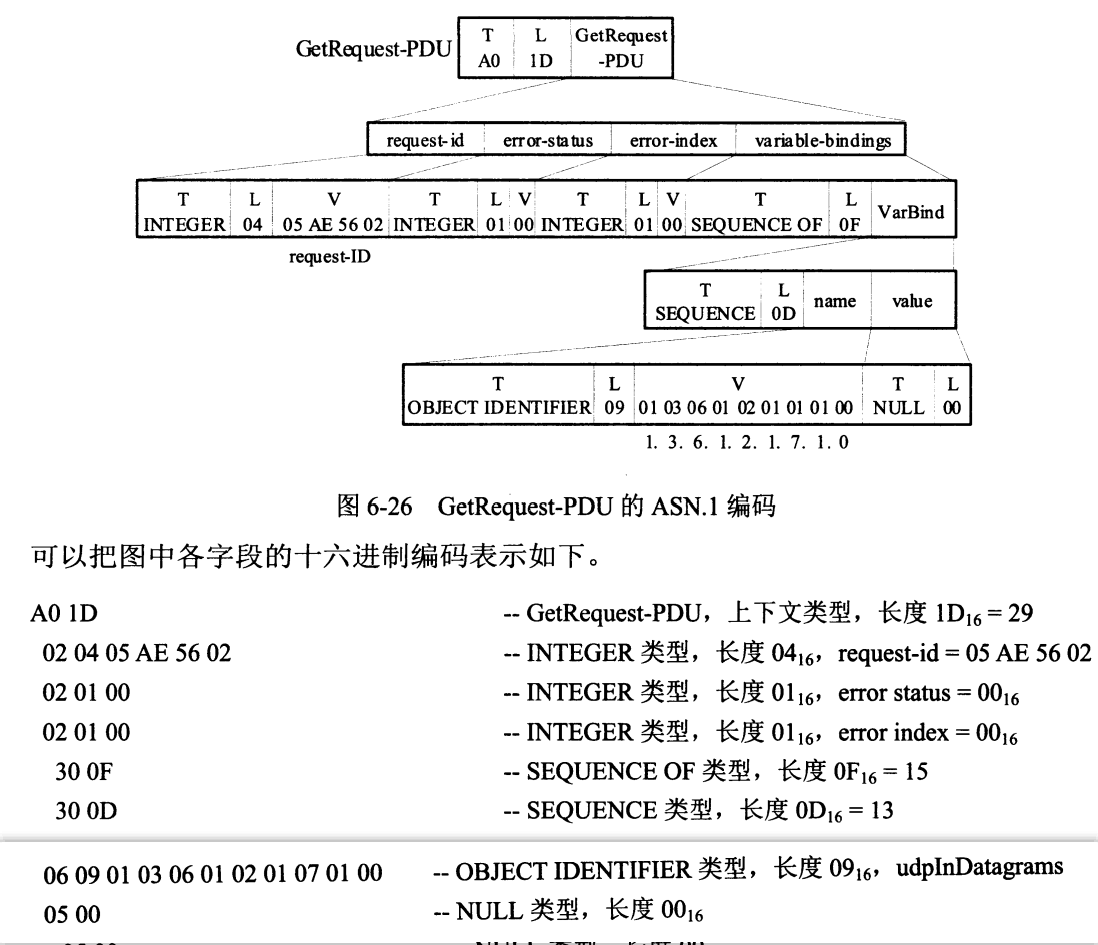 T L GetRequest
GetRequest-PDU A0 1D -PDU
request-id error-status error-index variable-bindings
T L V T L V T L V T L VarBind
INTEGER 04 05 AE 56 02 INTEGER 01 00 INTEGER 01 00 SEQUENCE OF 0F
request-ID
T L name value
SEQUENCE 0D
T L V T L
OBJECT IDENTIFIER 09 01 03 06 01 02 01 01 01 00 NULL 00
1. 3. 6. 1. 2. 1. 7. 1. 0
图 6-26 GetRequest-PDU 的 ASN.1 编码
可以把图中各字段的十六进制编码表示如下。
A0 1D -- GetRequest-PDU，上下文类型，长度 1D₁₆ = 29
02 04 05 AE 56 02 -- INTEGER 类型，长度 04₁₆，request-id = 05 AE 56 02
02 01 00 -- INTEGER 类型，长度 01₁₆，error status = 00₁₆
02 01 00 -- INTEGER 类型，长度 01₁₆，error index = 00₁₆
30 0F -- SEQUENCE OF 类型，长度 0F₁₆ = 15
30 0D -- SEQUENCE 类型，长度 0D₁₆ = 13
06 09 01 03 06 01 02 01 07 01 00 -- OBJECT IDENTIFIER 类型，长度 09₁₆，udpInDatagrams
05 00 -- NULL 类型，长度 00₁₆